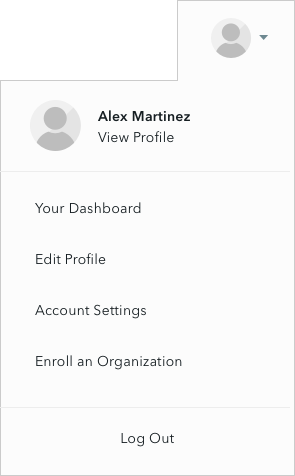 Alex Martinez
View Profile
Your Dashboard
Edit Profile
Account Settings
Enroll an Organization
Log Out